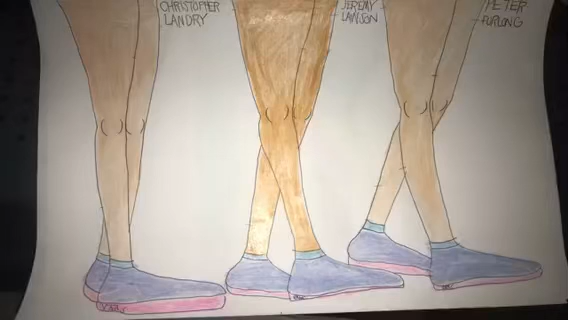 CHRISTOPHER
LANDRY
JEREMY
LAWSON
PETER
FURLONG